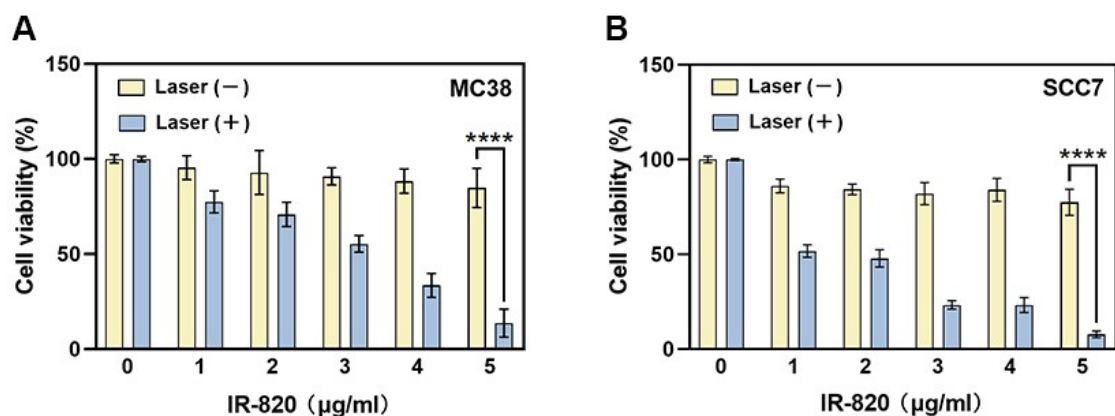 A
Cell viability (%)
150
100
50
0
Laser (−)
Laser (+)
MC38
****
0 1 2 3 4 5
IR-820 (μg/ml)
B
Cell viability (%)
150
100
50
0
Laser (−)
Laser (+)
SCC7
****
0 1 2 3 4 5
IR-820 (μg/ml)